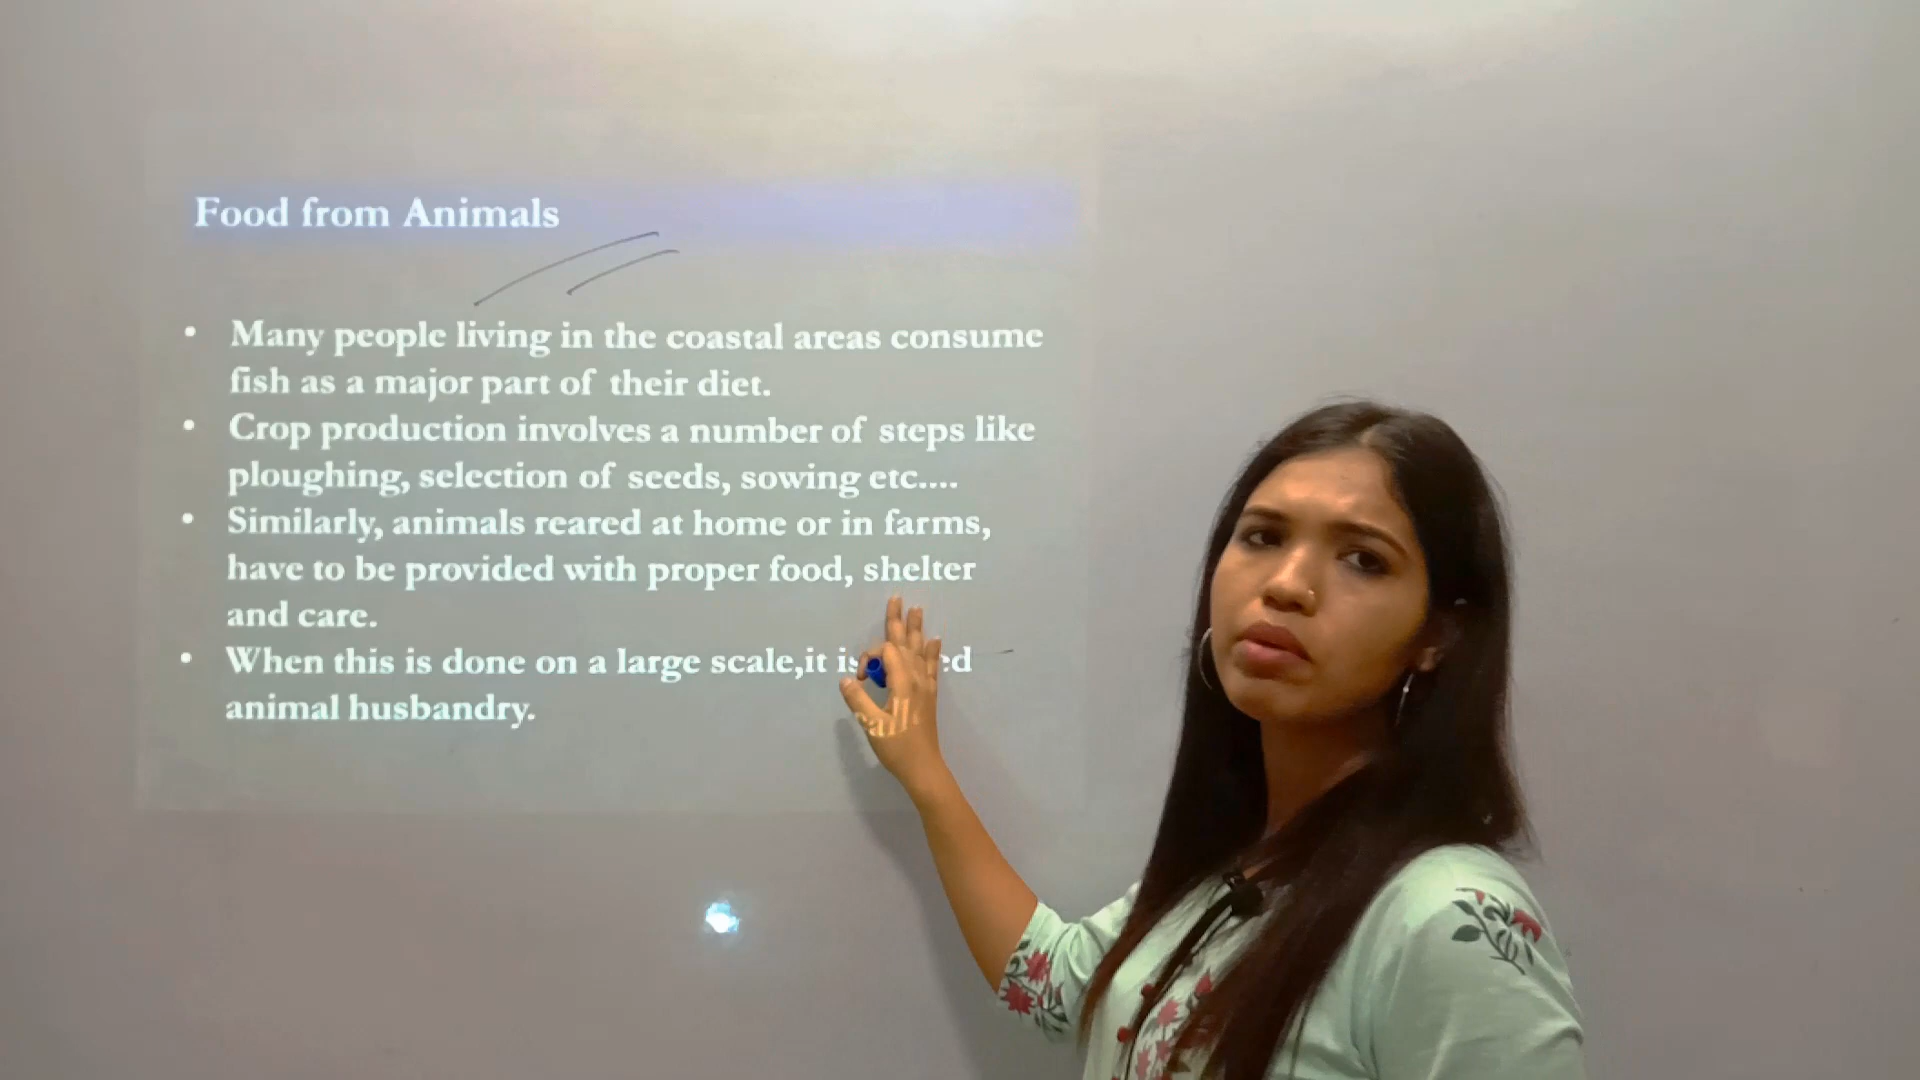 Food from Animals
• Many people living in the coastal areas consume
fish as a major part of their diet.
• Crop production involves a number of steps like
ploughing, selection of seeds, sowing etc....
• Similarly, animals reared at home or in farms,
have to be provided with proper food, shelter
and care.
• When this is done on a large scale,it is called
animal husbandry.